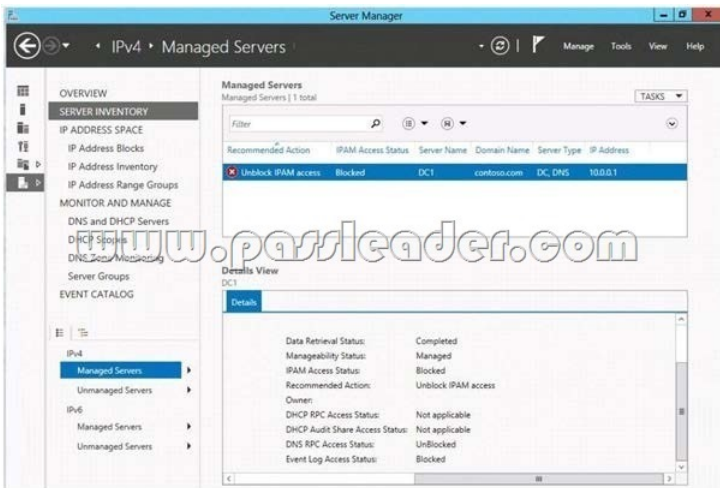 Server Manager
IPv4 Managed Servers
Manage Tools View Help
OVERVIEW
SERVER INVENTORY
IP ADDRESS SPACE
IP Address Blocks
IP Address Inventory
IP Address Range Groups
MONITOR AND MANAGE
DNS and DHCP Servers
DHCP Scopes
DNS Zone Monitoring
Server Groups
EVENT CATALOG
IPv4
Managed Servers
Unmanaged Servers
IPv6
Managed Servers
Unmanaged Servers
Managed Servers
Managed Servers | 1 total
TASKS
Filter
Recommended Action IPAM Access Status Server Name Domain Name Server Type IP Address
Unblock IPAM access Blocked DC1 contoso.com DC, DNS 10.0.0.1
www.passleader.com
Details View
DC1
Details
Data Retrieval Status: Completed
Manageability Status: Managed
IPAM Access Status: Blocked
Recommended Action: Unblock IPAM access
Owner:
DHCP RPC Access Status: Not applicable
DHCP Audit Share Access Status: Not applicable
DNS RPC Access Status: UnBlocked
Event Log Access Status: Blocked